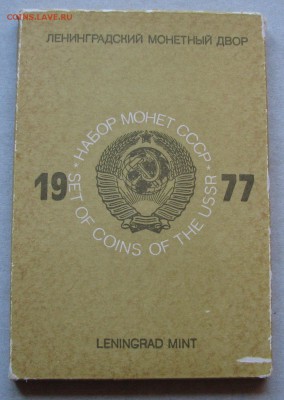 COINS.LAVE.RU
ЛЕНИНГРАДСКИЙ МОНЕТНЫЙ ДВОР
• НАБОР МОНЕТ СССР •
19 77
SET OF COINS OF THE USSR
LENINGRAD MINT